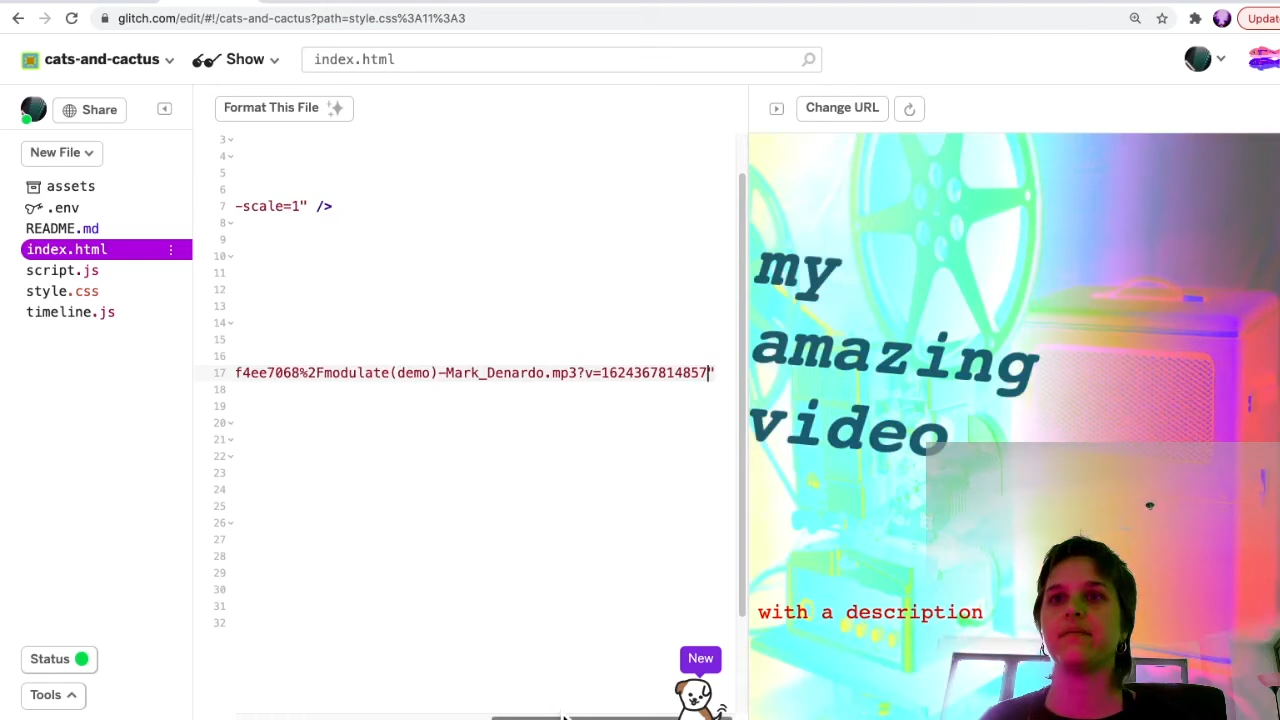 glitch.com/edit/#!/cats-and-cactus?path=style.css%3A11%3A3
cats-and-cactus
Show
index.html
Share
Format This File
Change URL
New File
assets
.env
README.md
index.html
script.js
style.css
timeline.js
3
4
5
6
7 -scale=1" />
8
9
10
11
12
13
14
15
16
17 f4ee7068%2Fmodulate(demo)-Mark_Denardo.mp3?v=1624367814857"
18
19
20
21
22
23
24
25
26
27
28
29
30
31
32
my
amazing
video
with a description
Status
Tools
New